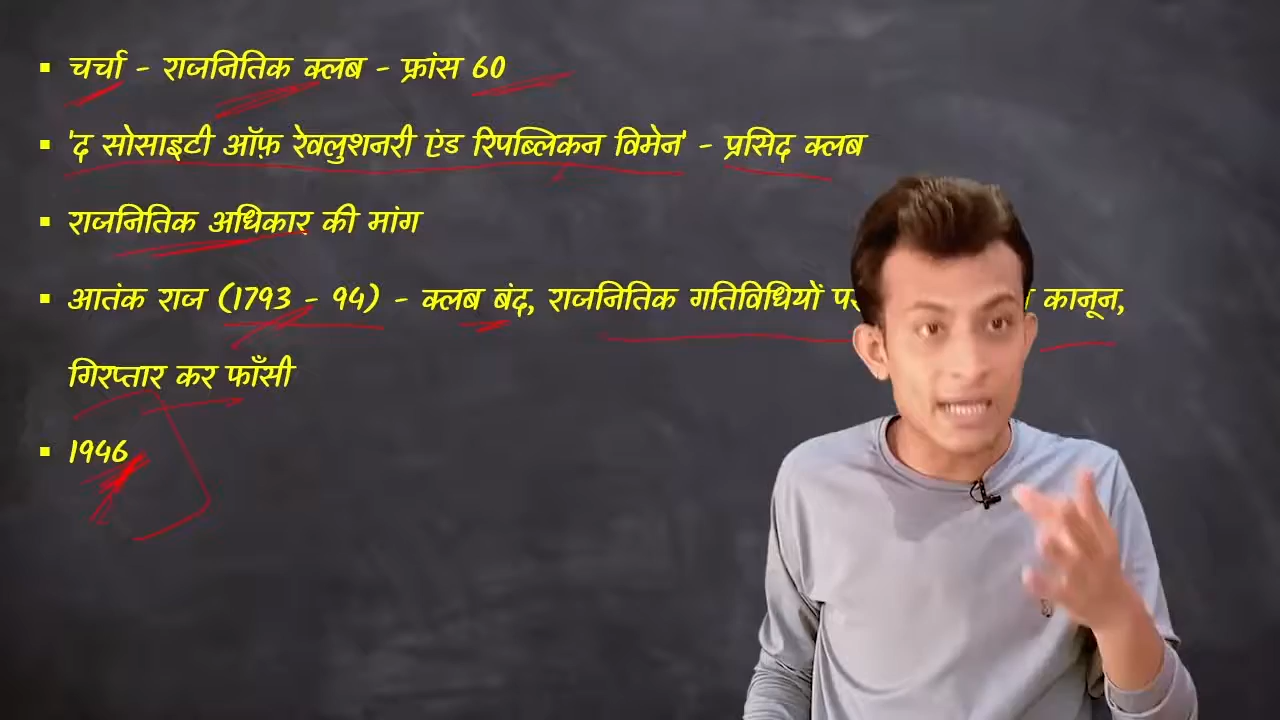 चर्चा - राजनितिक क्लब - फ्रांस 60
'द सोसाइटी ऑफ़ रेवलुशनरी एंड रिपब्लिकन विमेन' - प्रसिद क्लब
राजनितिक अधिकार की मांग
आतंक राज (1793 - 94) - क्लब बंद, राजनितिक गतिविधियों कानून,
गिरप्तार कर फाँसी
1946